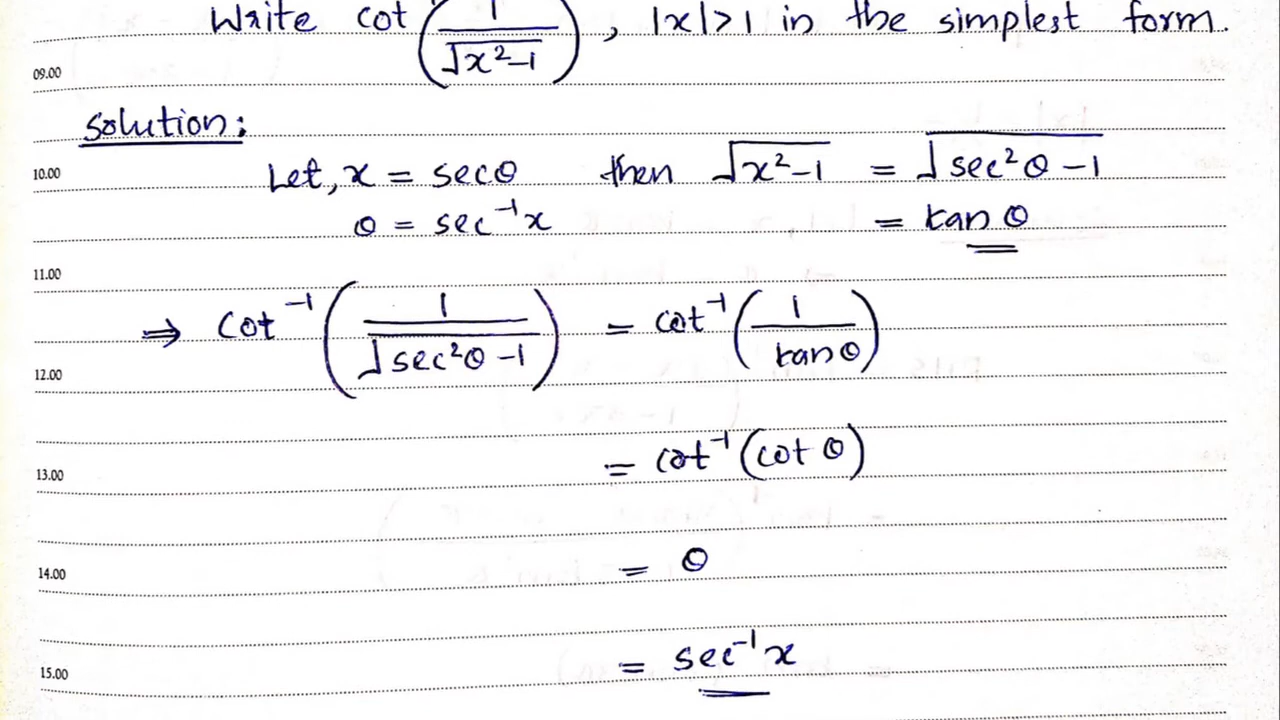 Write cot⁻¹(1/√(x²-1)), |x|>1 in the simplest form.
09.00
Solution:
10.00 Let, x = secθ then √(x²-1) = √(sec²θ-1)
θ = sec⁻¹x = tan θ
11.00
⇒ Cot⁻¹(1/√(sec²θ-1)) = cot⁻¹(1/tanθ)
12.00
= cot⁻¹(cot θ)
13.00
= θ
14.00
= sec⁻¹x
15.00